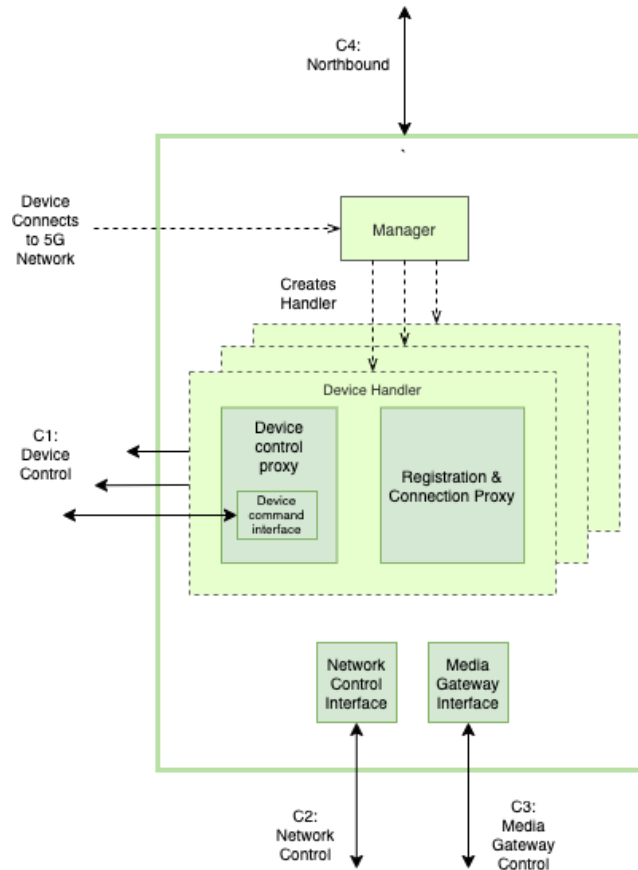 C4:
Northbound
Device
Connects
to 5G
Network
Manager
Creates
Handler
Device Handler
C1:
Device
Control
Device
control
proxy
Device
command
interface
Registration &
Connection Proxy
Network
Control
Interface
Media
Gateway
Interface
C2:
Network
Control
C3:
Media
Gateway
Control